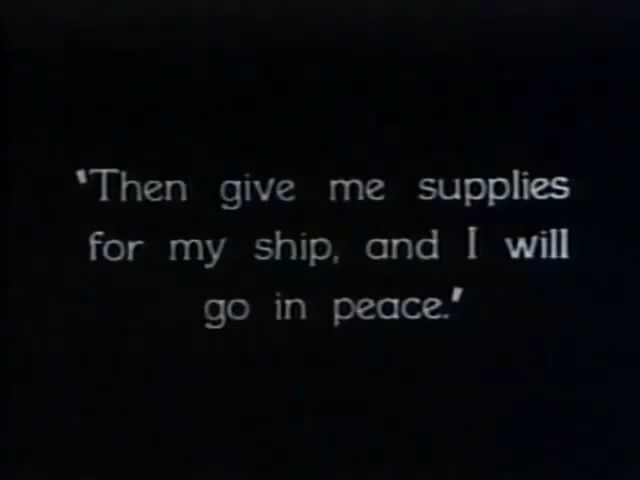 'Then give me supplies
for my ship, and I will
go in peace.'